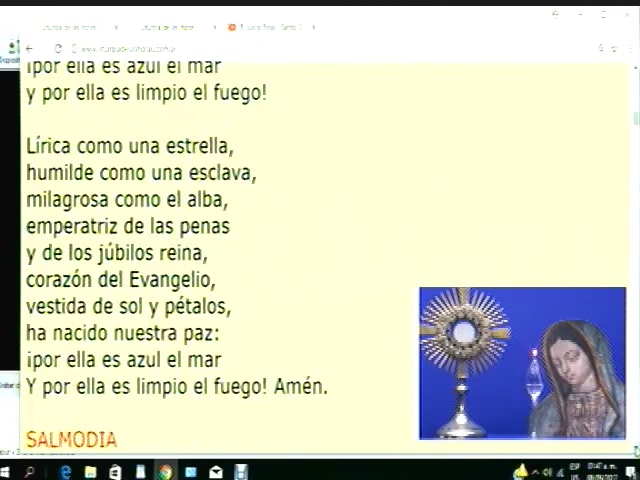 ¡por ella es azul el mar
y por ella es limpio el fuego!
Lírica como una estrella,
humilde como una esclava,
milagrosa como el alba,
emperatriz de las penas
y de los júbilos reina,
corazón del Evangelio,
vestida de sol y pétalos,
ha nacido nuestra paz:
¡por ella es azul el mar
Y por ella es limpio el fuego! Amén.
SALMODIA
ESP